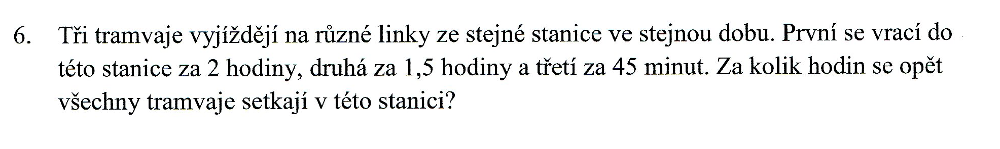 6. Tři tramvaje vyjíždějí na různé linky ze stejné stanice ve stejnou dobu. První se vrací do
této stanice za 2 hodiny, druhá za 1,5 hodiny a třetí za 45 minut. Za kolik hodin se opět
všechny tramvaje setkají v této stanici?